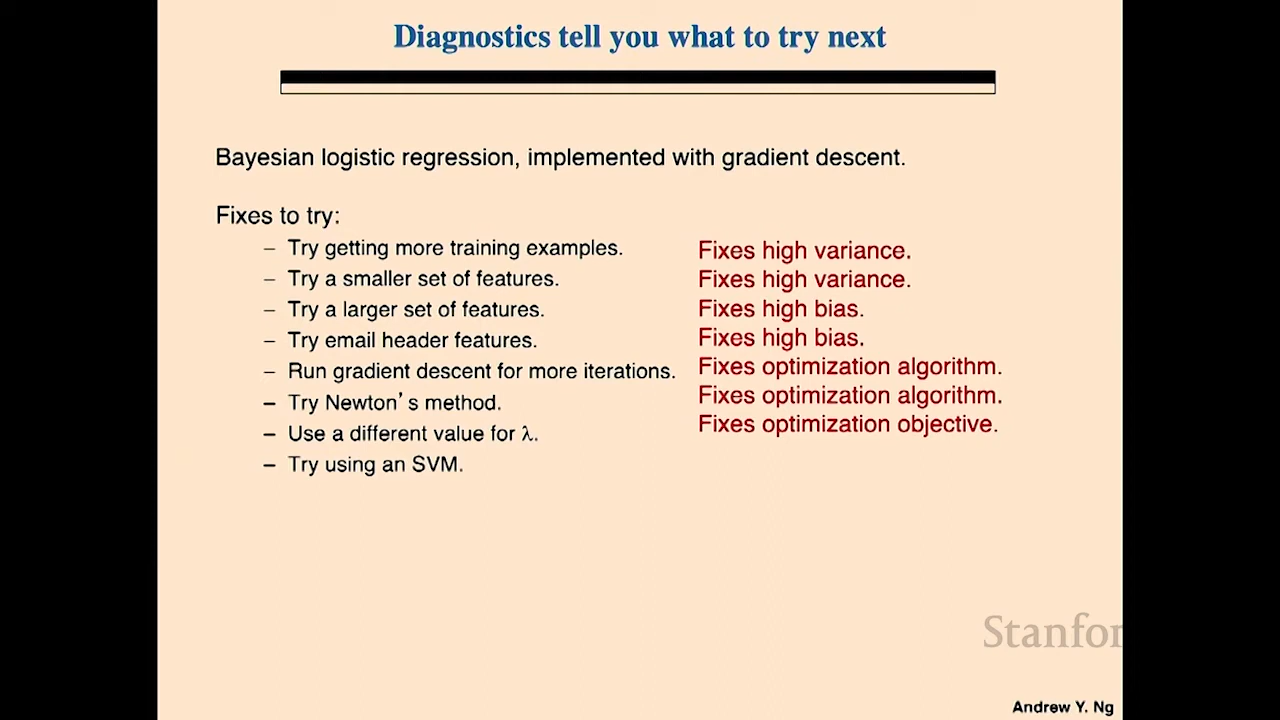 Diagnostics tell you what to try next
Bayesian logistic regression, implemented with gradient descent.
Fixes to try:
– Try getting more training examples. Fixes high variance.
– Try a smaller set of features. Fixes high variance.
– Try a larger set of features. Fixes high bias.
– Try email header features. Fixes high bias.
– Run gradient descent for more iterations. Fixes optimization algorithm.
– Try Newton's method. Fixes optimization algorithm.
– Use a different value for λ. Fixes optimization objective.
– Try using an SVM.
Stanfor
Andrew Y. Ng